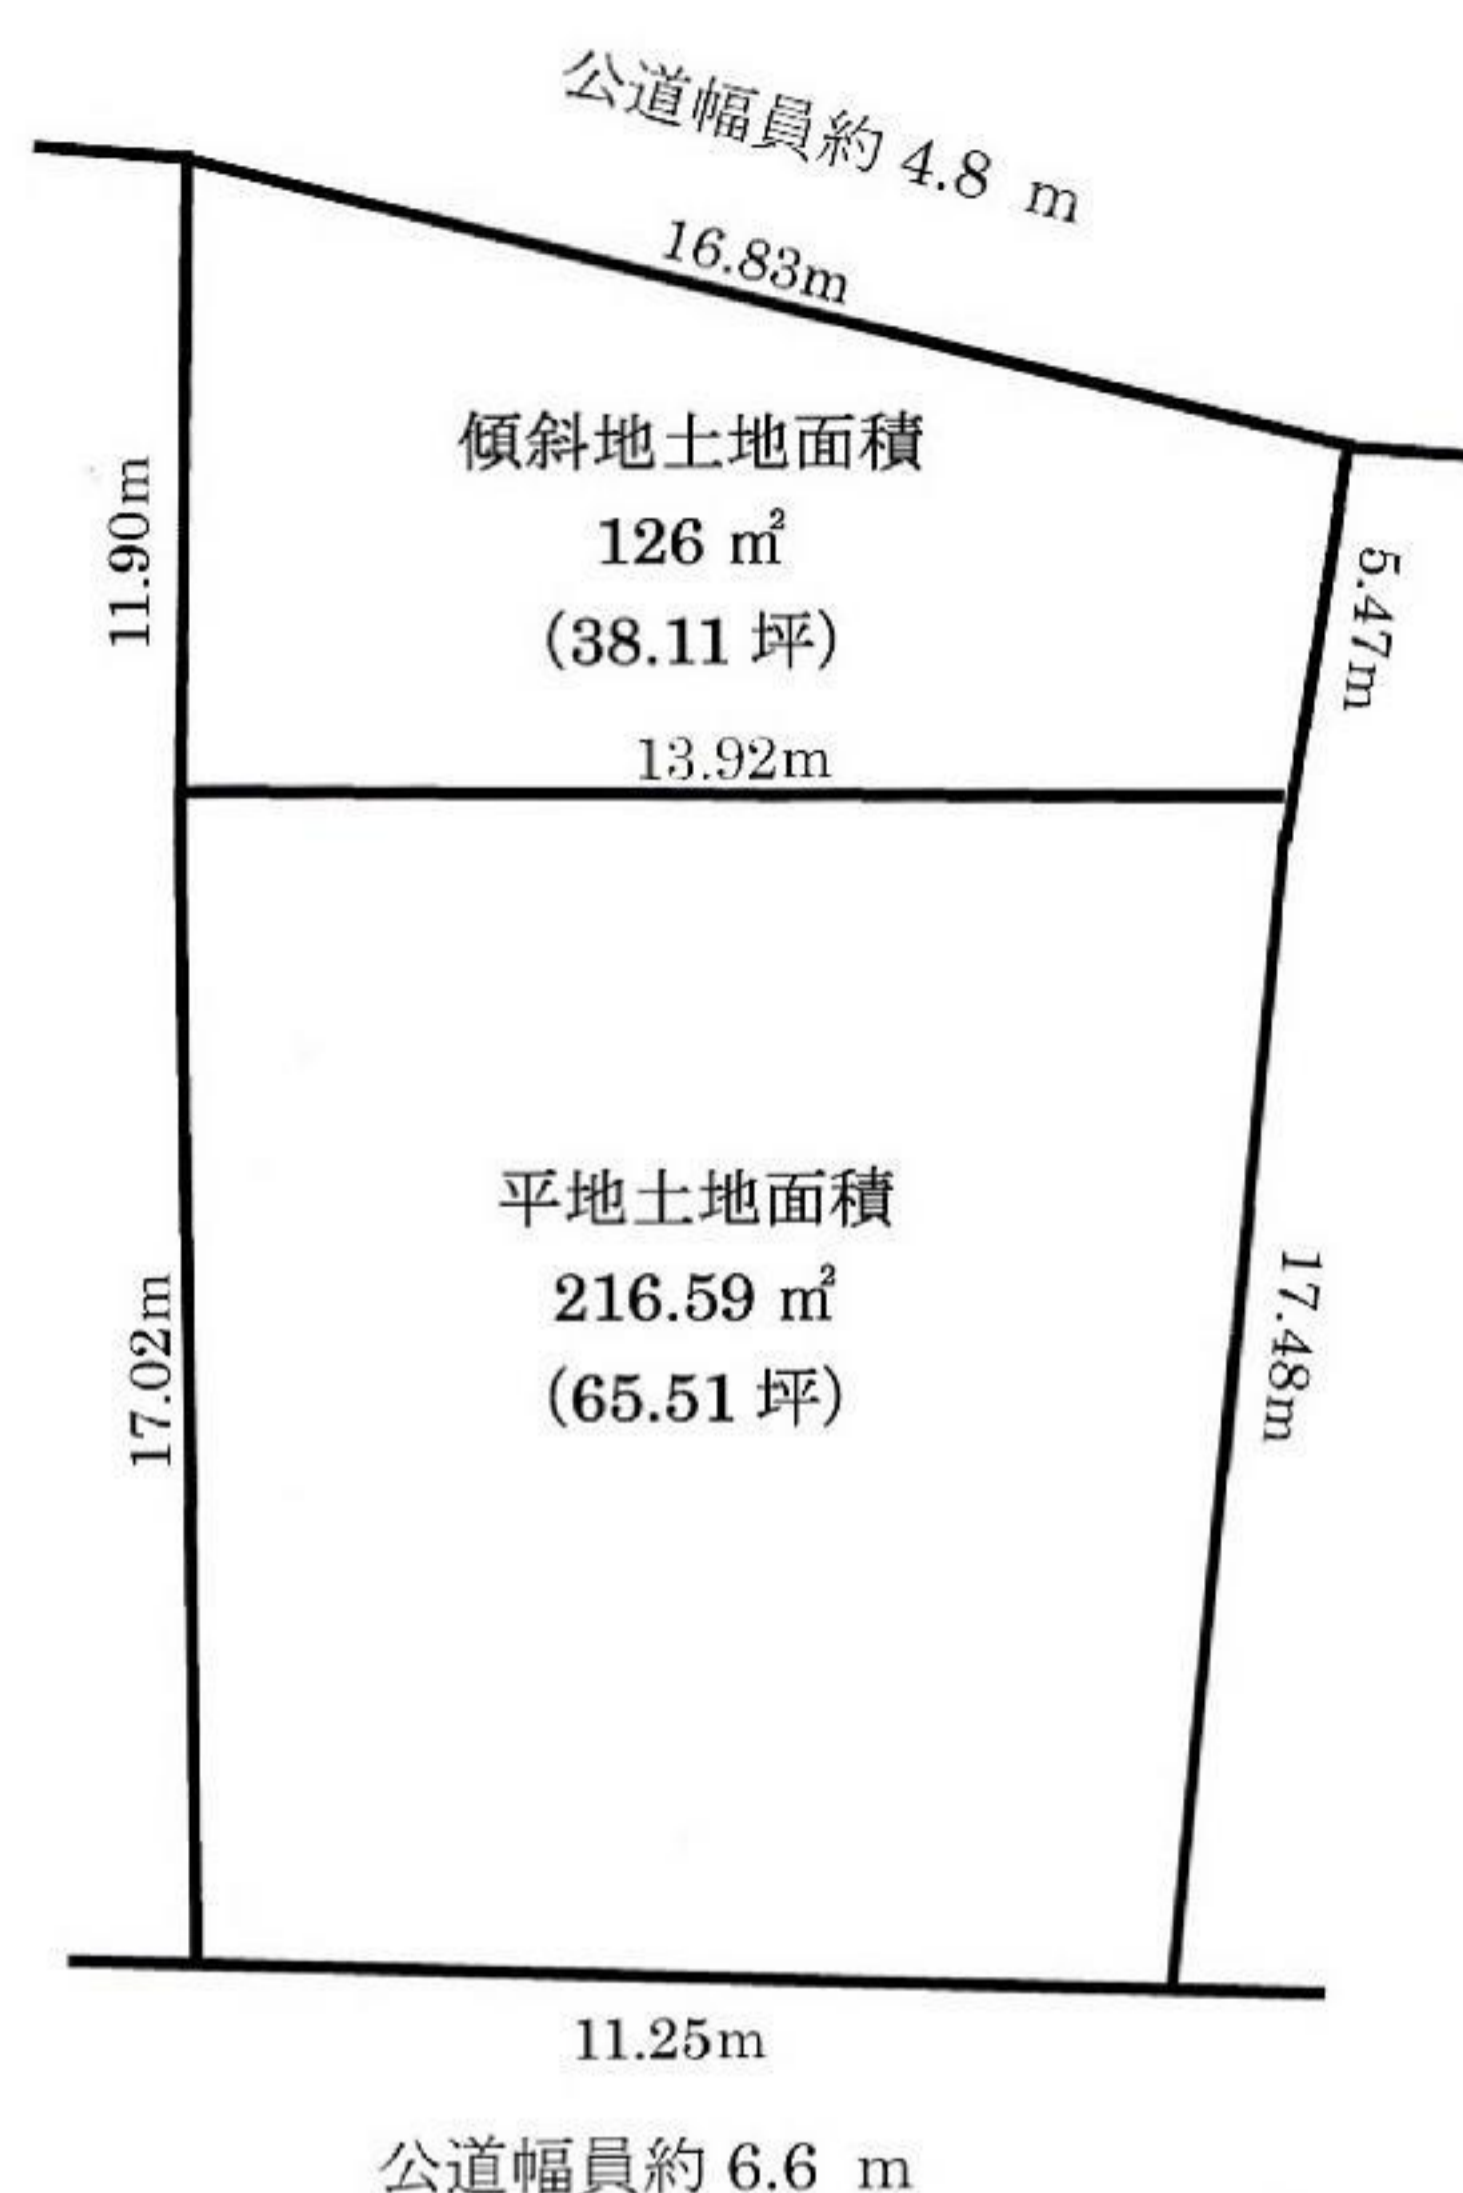 公道幅員約 4.8 m
16.83m
傾斜地土地面積
126 ㎡
(38.11 坪)
11.90m
5.47m
13.92m
平地土地面積
216.59 ㎡
(65.51 坪)
17.02m
17.48m
11.25m
公道幅員約 6.6 m